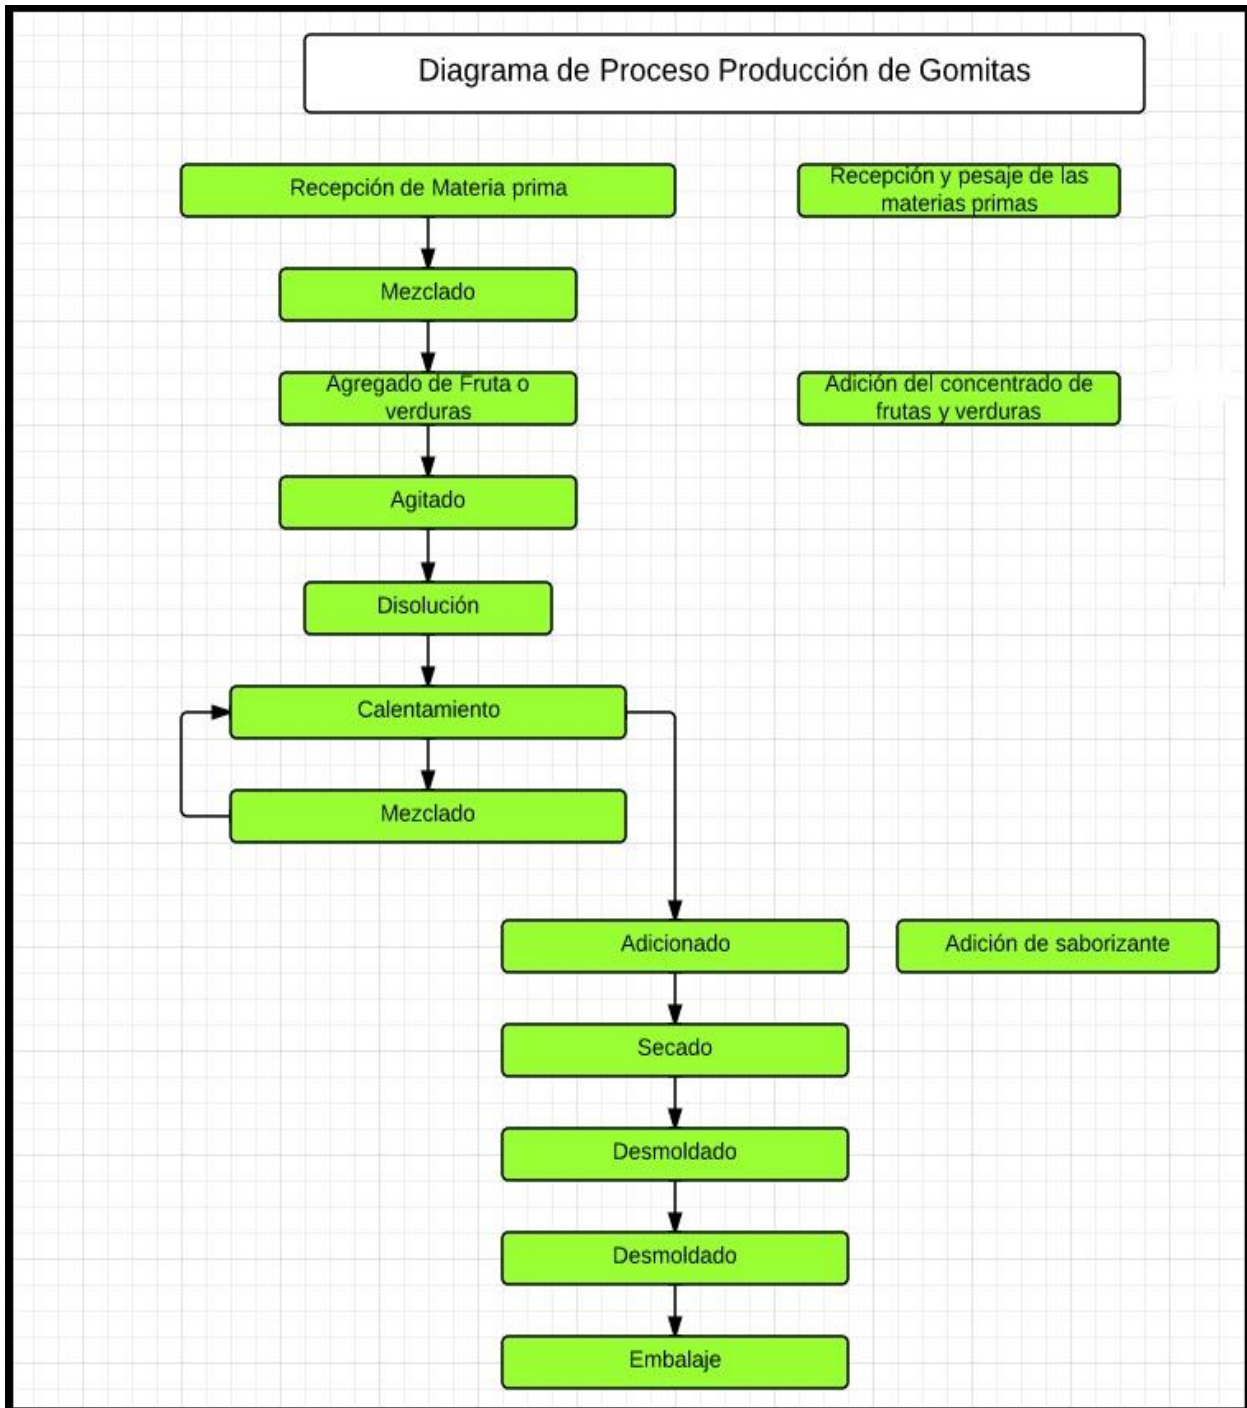 Diagrama de Proceso Producción de Gomitas
Recepción de Materia prima
Recepción y pesaje de las
materias primas
Mezclado
Agregado de Fruta o
verduras
Adición del concentrado de
frutas y verduras
Agitado
Disolución
Calentamiento
Mezclado
Adicionado
Adición de saborizante
Secado
Desmoldado
Desmoldado
Embalaje